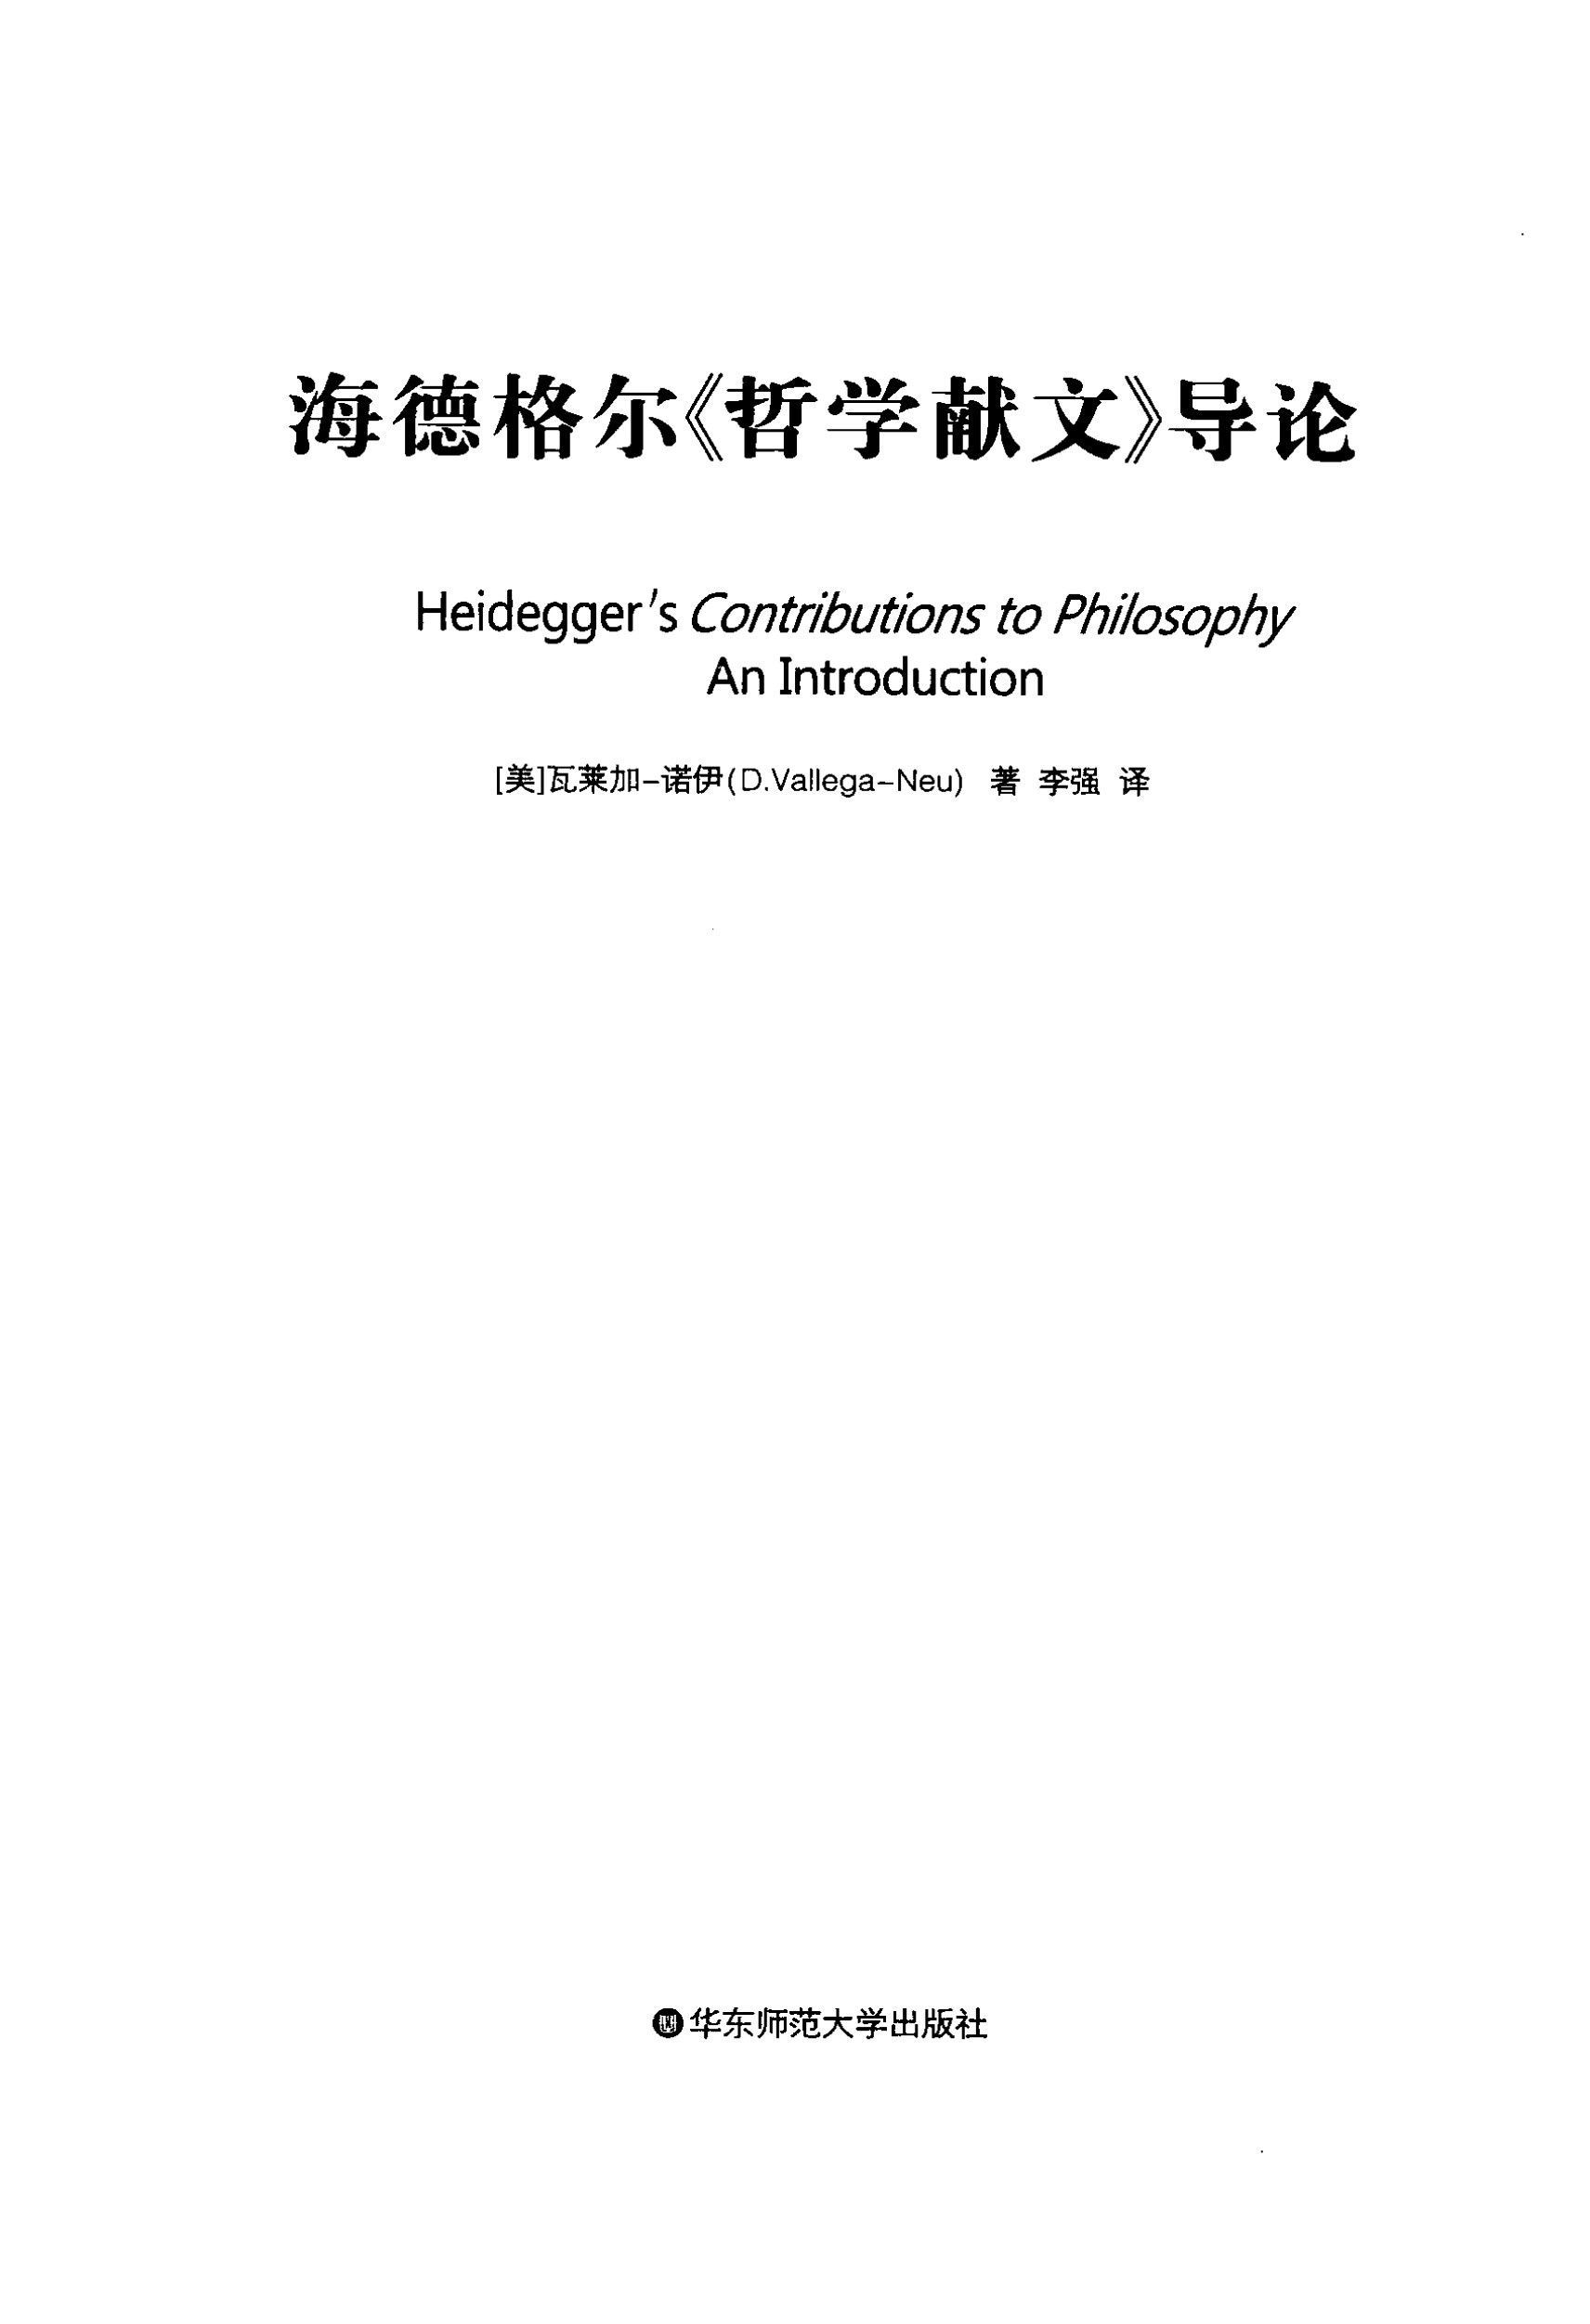 海德格尔《哲学献文》导论
Heidegger's Contributions to Philosophy
An Introduction
[美]瓦莱加-诺伊(D.Vallega-Neu) 著 李强 译
华东师范大学出版社